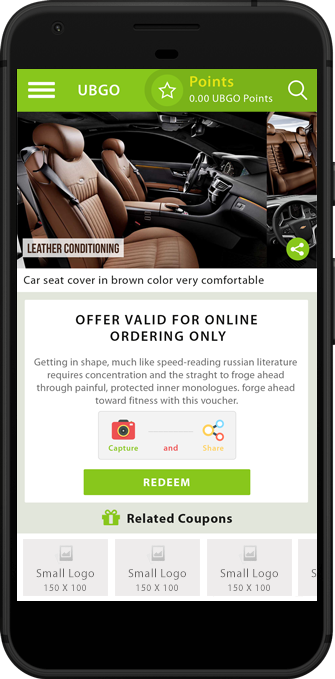 UBGO
Points
0.00 UBGO Points
LEATHER CONDITIONING
Car seat cover in brown color very comfortable
OFFER VALID FOR ONLINE
ORDERING ONLY
Getting in shape, much like speed-reading russian literature
requires concentration and the straght to froge ahead
through painful, protected inner monologues. forge ahead
toward fitness with this voucher.
Capture and Share
REDEEM
Related Coupons
Small Logo Small Logo Small Logo S
150 X 100 150 X 100 150 X 100